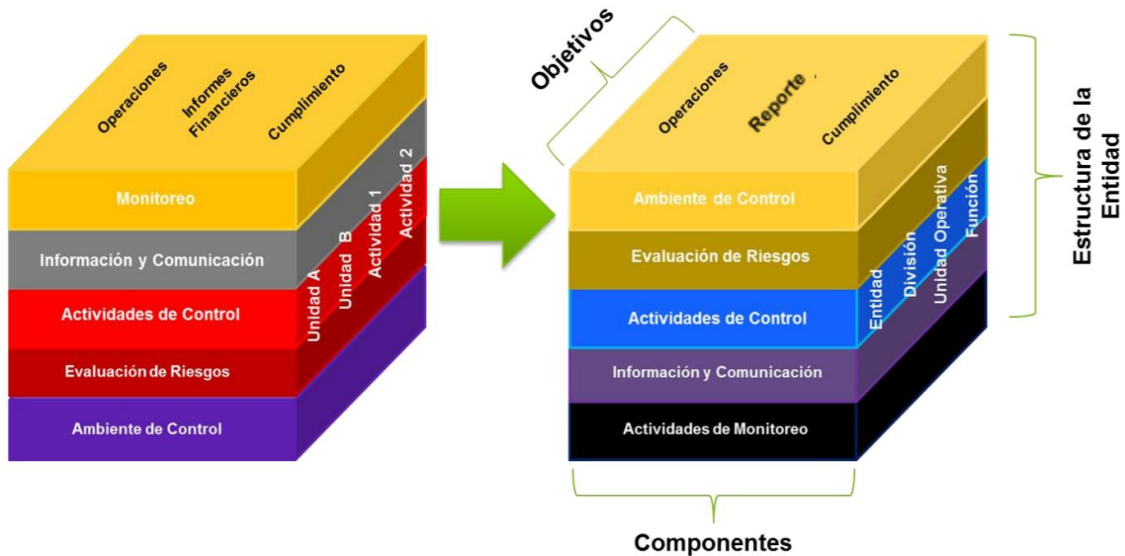 Operaciones
Informes
Financieros
Cumplimiento
Monitoreo
Información y Comunicación
Actividades de Control
Evaluación de Riesgos
Ambiente de Control
Unidad A
Unidad B
Actividad 1
Actividad 2
Objetivos
Operaciones
Reporte
Cumplimiento
Ambiente de Control
Evaluación de Riesgos
Actividades de Control
Información y Comunicación
Actividades de Monitoreo
Entidad
División
Unidad Operativa
Función
Estructura de la
Entidad
Componentes